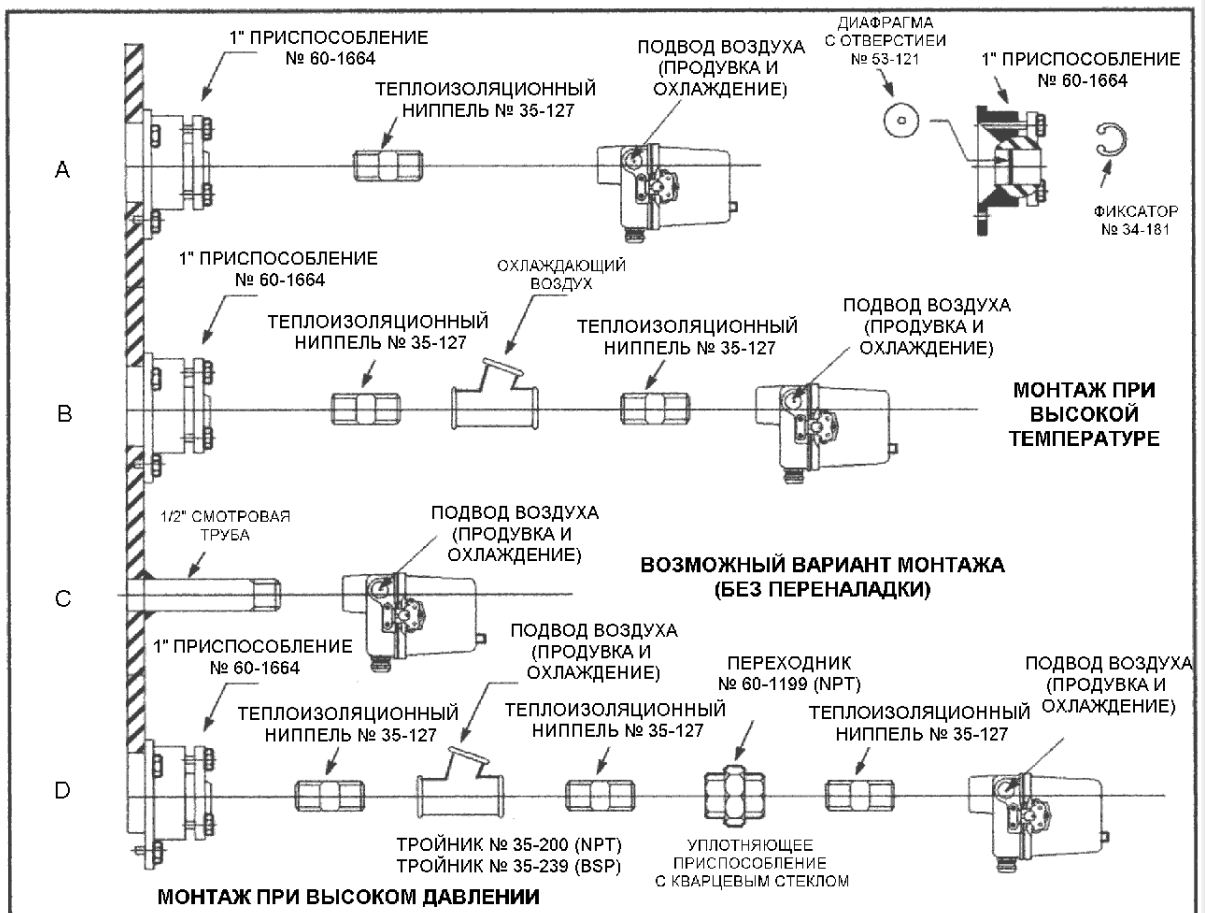 1" ПРИСПОСОБЛЕНИЕ
№ 60-1664
ТЕПЛОИЗОЛЯЦИОННЫЙ
НИППЕЛЬ № 35-127
ПОДВОД ВОЗДУХА
(ПРОДУВКА И
ОХЛАЖДЕНИЕ)
ДИАФРАГМА
С ОТВЕРСТИЕИ
№ 53-121
1" ПРИСПОСОБЛЕНИЕ
№ 60-1664
A
ФИКСАТОР
№ 34-181
1" ПРИСПОСОБЛЕНИЕ
№ 60-1664
ТЕПЛОИЗОЛЯЦИОННЫЙ
НИППЕЛЬ № 35-127
ОХЛАЖДАЮЩИЙ
ВОЗДУХ
ТЕПЛОИЗОЛЯЦИОННЫЙ
НИППЕЛЬ № 35-127
ПОДВОД ВОЗДУХА
(ПРОДУВКА И
ОХЛАЖДЕНИЕ)
B
МОНТАЖ ПРИ
ВЫСОКОЙ
ТЕМПЕРАТУРЕ
1/2" СМОТРОВАЯ
ТРУБА
ПОДВОД ВОЗДУХА
(ПРОДУВКА И
ОХЛАЖДЕНИЕ)
ВОЗМОЖНЫЙ ВАРИАНТ МОНТАЖА
(БЕЗ ПЕРЕНАЛАДКИ)
C
1" ПРИСПОСОБЛЕНИЕ
№ 60-1664
ТЕПЛОИЗОЛЯЦИОННЫЙ
НИППЕЛЬ № 35-127
ПОДВОД ВОЗДУХА
(ПРОДУВКА И
ОХЛАЖДЕНИЕ)
ТЕПЛОИЗОЛЯЦИОННЫЙ
НИППЕЛЬ № 35-127
ПЕРЕХОДНИК
№ 60-1199 (NPT)
ТЕПЛОИЗОЛЯЦИОННЫЙ
НИППЕЛЬ № 35-127
ПОДВОД ВОЗДУХА
(ПРОДУВКА И
ОХЛАЖДЕНИЕ)
D
ТРОЙНИК № 35-200 (NPT)
ТРОЙНИК № 35-239 (BSP)
УПЛОТНЯЮЩЕЕ
ПРИСПОСОБЛЕНИЕ
С КВАРЦЕВЫМ СТЕКЛОМ
МОНТАЖ ПРИ ВЫСОКОМ ДАВЛЕНИИ